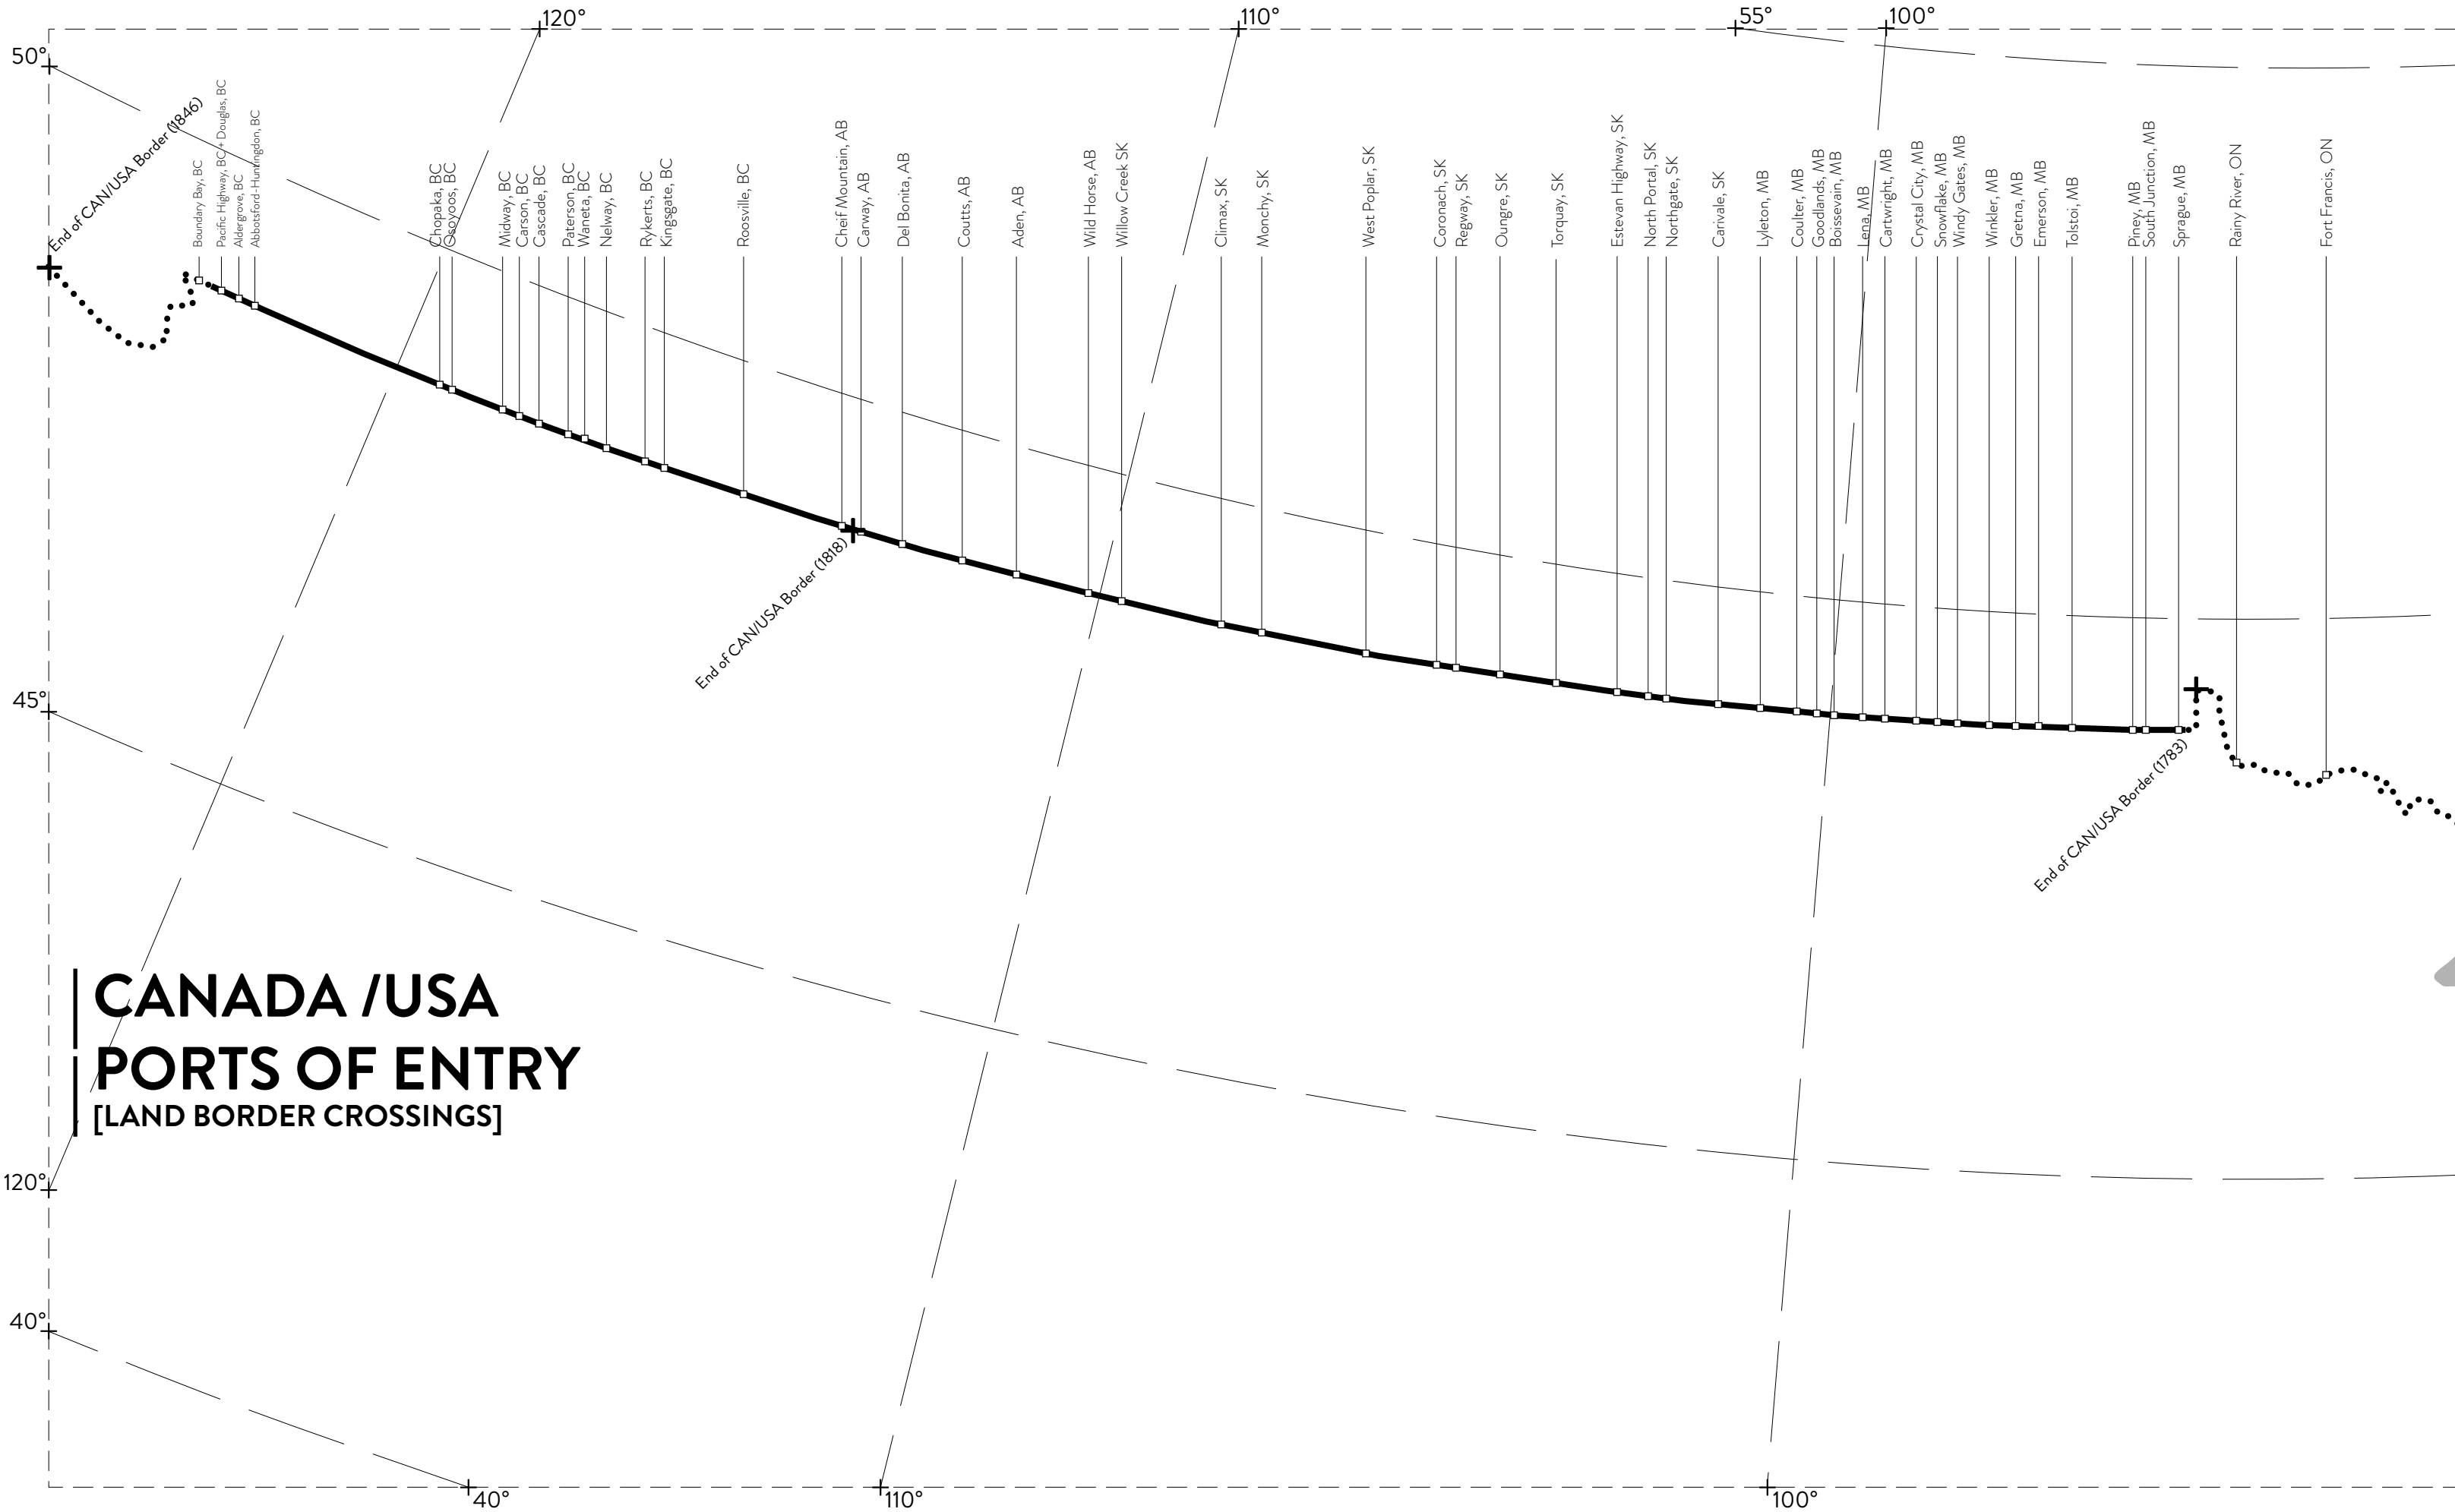 120°
110°
55°
100°
50°
End of CAN/USA Border (1846)
Boundary Bay, BC
Pacific Highway, BC + Douglas, BC
Aldergrove, BC
Abbotsford-Huntingdon, BC
Chopaka, BC
Osoyoos, BC
Midway, BC
Carson, BC
Cascade, BC
Paterson, BC
Waneta, BC
Nelway, BC
Rykerts, BC
Kingsgate, BC
Roosville, BC
Cheif Mountain, AB
Carway, AB
Del Bonita, AB
Coutts, AB
Aden, AB
Wild Horse, AB
Willow Creek SK
Climax, SK
Monchy, SK
West Poplar, SK
Coronach, SK
Regway, SK
Oungre, SK
Torquay, SK
Estevan Highway, SK
North Portal, SK
Northgate, SK
Carivale, SK
Lyleton, MB
Coulter, MB
Goodlands, MB
Boissevain, MB
Lena, MB
Cartwright, MB
Crystal City, MB
Snowflake, MB
Windy Gates, MB
Winkler, MB
Gretna, MB
Emerson, MB
Tolstoi, MB
Piney, MB
South Junction, MB
Sprague, MB
Rainy River, ON
Fort Francis, ON
End of CAN/USA Border (1818)
End of CAN/USA Border (1783)
45°
CANADA /USA
PORTS OF ENTRY
[LAND BORDER CROSSINGS]
120°
40°
40°
110°
100°